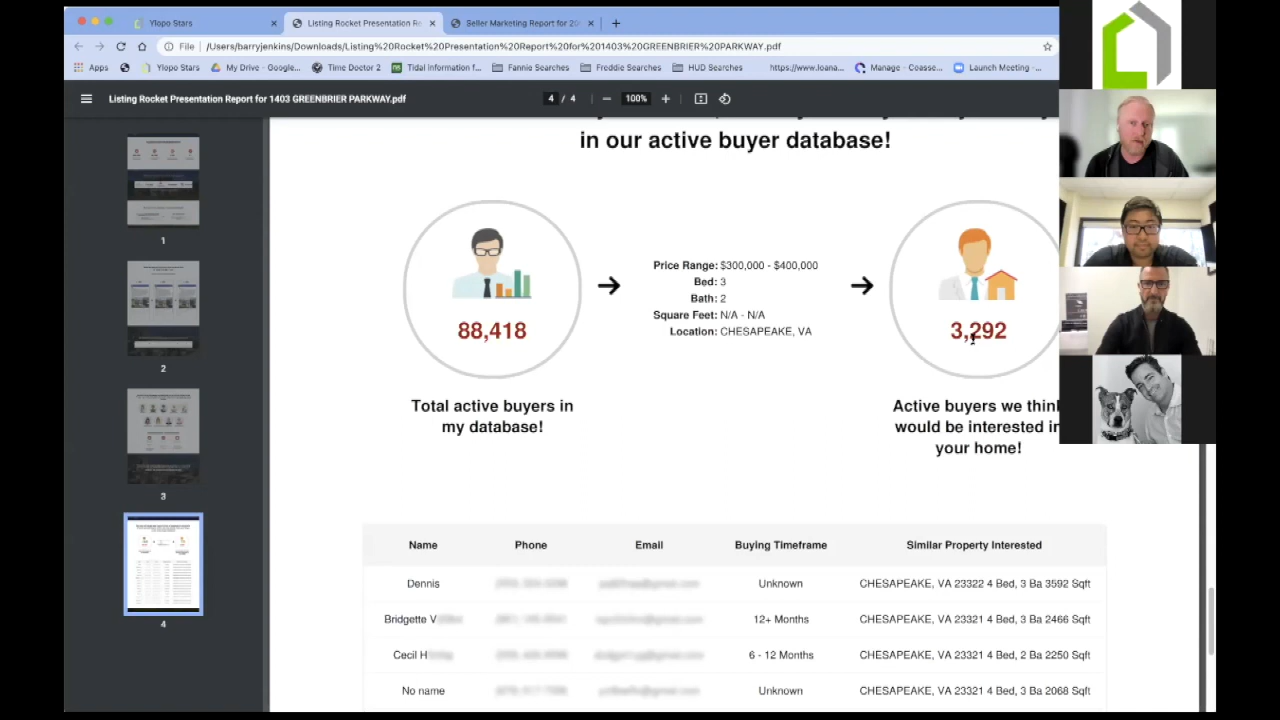 Ylopo Stars
Listing Rocket Presentation Re
Seller Marketing Report for 20
File
/Users/barryjenkins/Downloads/Listing%20Rocket%20Presentation%20Report%20for%201403%20GREENBRIER%20PARKWAY.pdf
Apps
Ylopo Stars
My Drive - Google...
Time Doctor 2
Tidal Information f...
Fannie Searches
Freddie Searches
HUD Searches
https://www.loana...
Manage - Coasse...
Launch Meeting -...
Listing Rocket Presentation Report for 1403 GREENBRIER PARKWAY.pdf
4 / 4
100%
1
2
3
4
in our active buyer database!
88,418
Total active buyers in
my database!
Price Range: $300,000 - $400,000
Bed: 3
Bath: 2
Square Feet: N/A - N/A
Location: CHESAPEAKE, VA
3,292
Active buyers we think
would be interested in
your home!
Name Phone Email Buying Timeframe Similar Property Interested
Dennis Unknown CHESAPEAKE, VA 23322 4 Bed, 3 Ba 3592 Sqft
Bridgette V 12+ Months CHESAPEAKE, VA 23321 4 Bed, 3 Ba 2466 Sqft
Cecil H 6 - 12 Months CHESAPEAKE, VA 23321 4 Bed, 2 Ba 2250 Sqft
No name Unknown CHESAPEAKE, VA 23321 4 Bed, 3 Ba 2068 Sqft